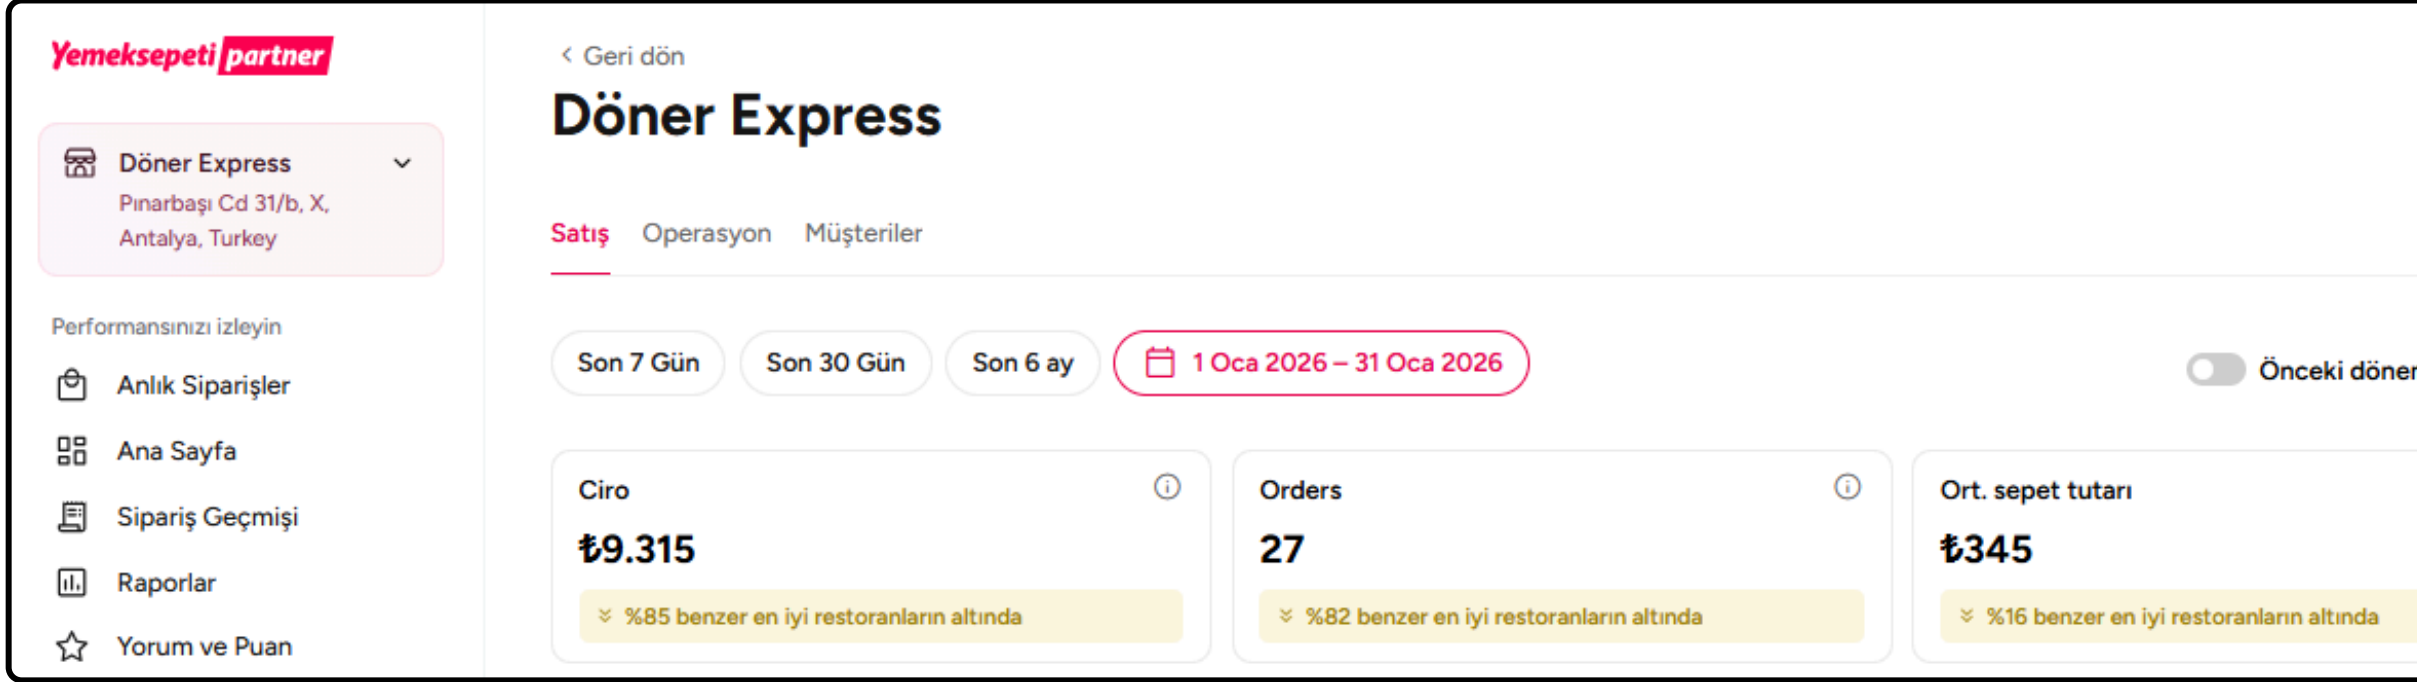 Yemeksepeti partner
Döner Express
Pınarbaşı Cd 31/b, X,
Antalya, Turkey
Performansınızı izleyin
Anlık Siparişler
Ana Sayfa
Sipariş Geçmişi
Raporlar
Yorum ve Puan
Geri dön
Döner Express
Satış Operasyon Müşteriler
Son 7 Gün Son 30 Gün Son 6 ay 1 Oca 2026 – 31 Oca 2026 Önceki
Ciro
₺9.315
%85 benzer en iyi restoranların altında
Orders
27
%82 benzer en iyi restoranların altında
Ort. sepet tutarı
₺345
%16 benzer en iyi restoranların altında